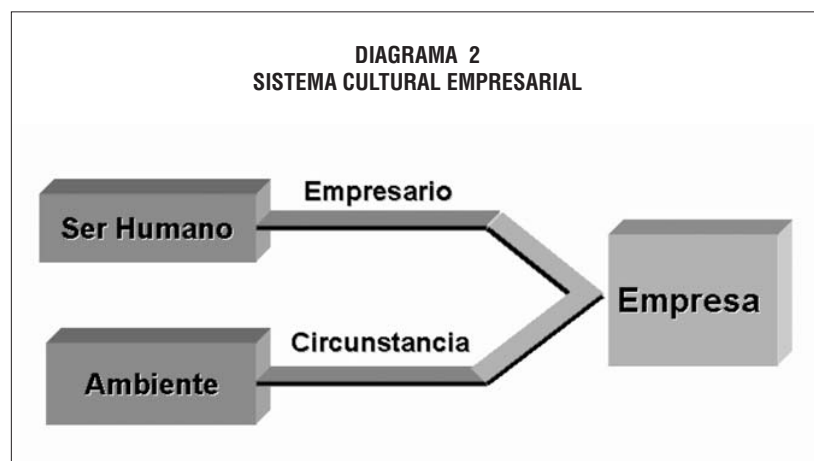 DIAGRAMA 2
SISTEMA CULTURAL EMPRESARIAL
Empresario
Ser Humano
Empresa
Circunstancia
Ambiente